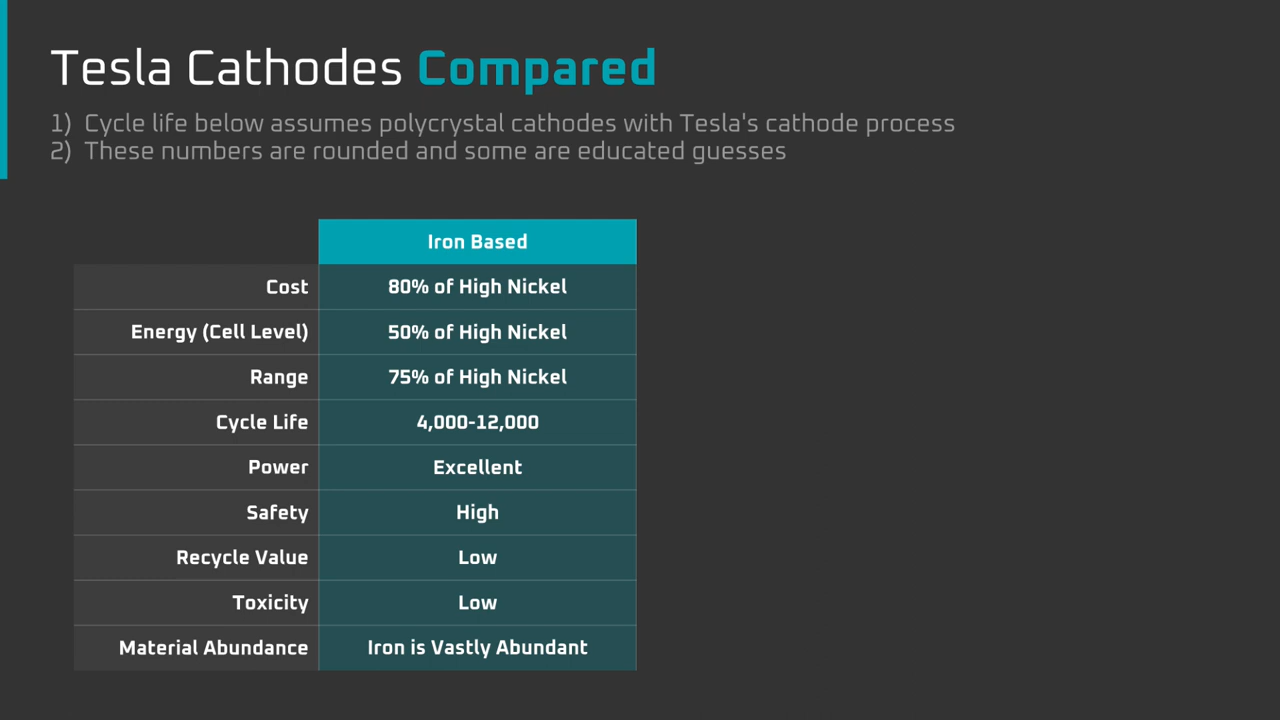 Tesla Cathodes Compared
1) Cycle life below assumes polycrystal cathodes with Tesla's cathode process
2) These numbers are rounded and some are educated guesses
Iron Based
Cost 80% of High Nickel
Energy (Cell Level) 50% of High Nickel
Range 75% of High Nickel
Cycle Life 4,000-12,000
Power Excellent
Safety High
Recycle Value Low
Toxicity Low
Material Abundance Iron is Vastly Abundant